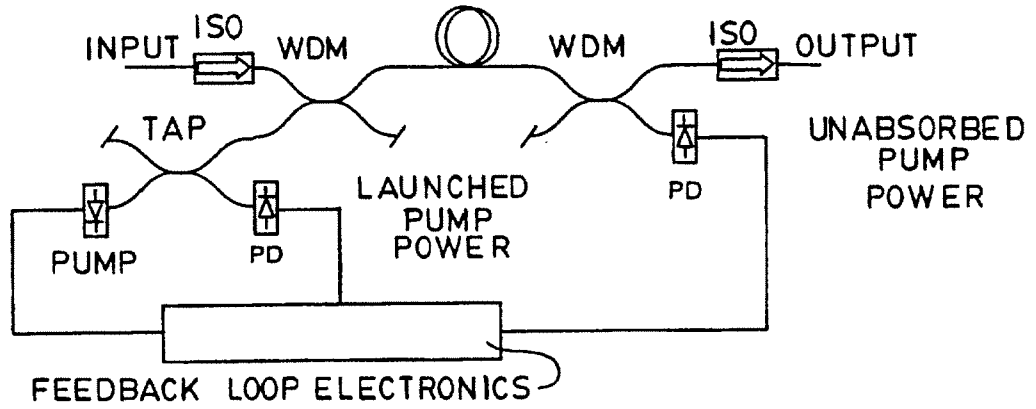 INPUT
ISO
WDM
WDM
ISO
OUTPUT
TAP
LAUNCHED
PUMP
POWER
PD
UNABSORBED
PUMP
POWER
PUMP
PD
FEEDBACK LOOP ELECTRONICS